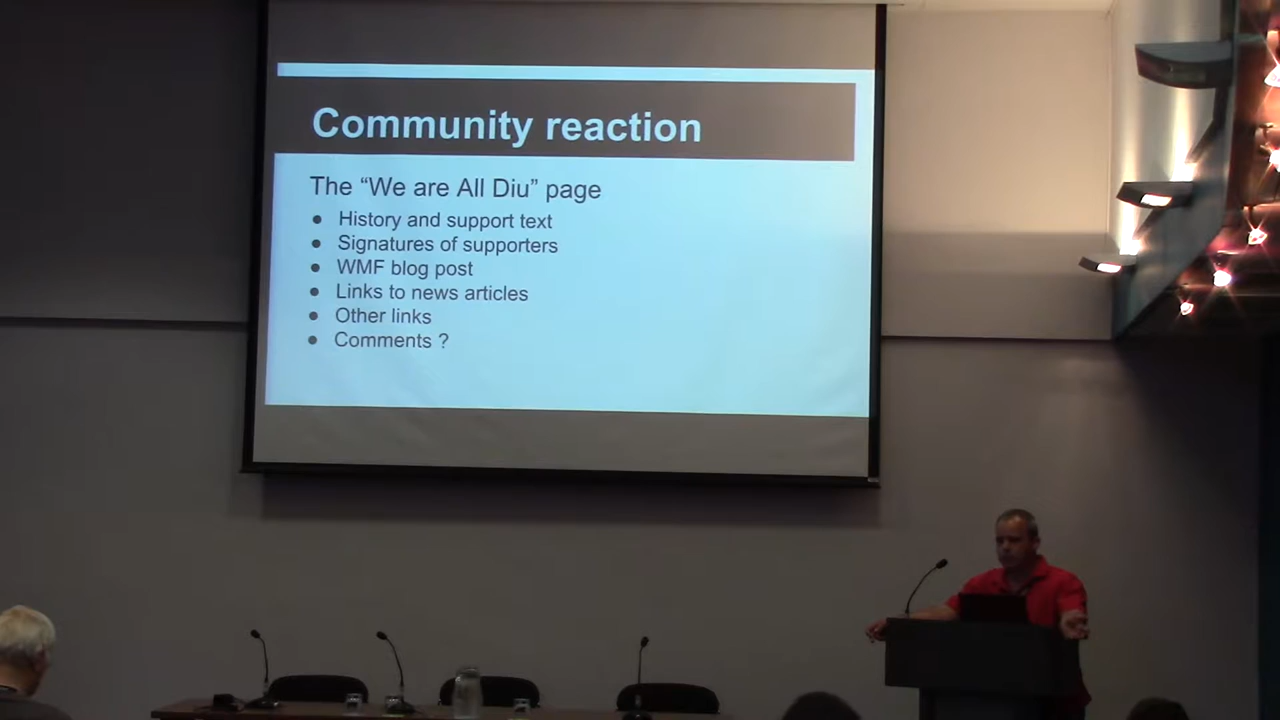 Community reaction
The “We are All Diu” page
● History and support text
● Signatures of supporters
● WMF blog post
● Links to news articles
● Other links
● Comments ?